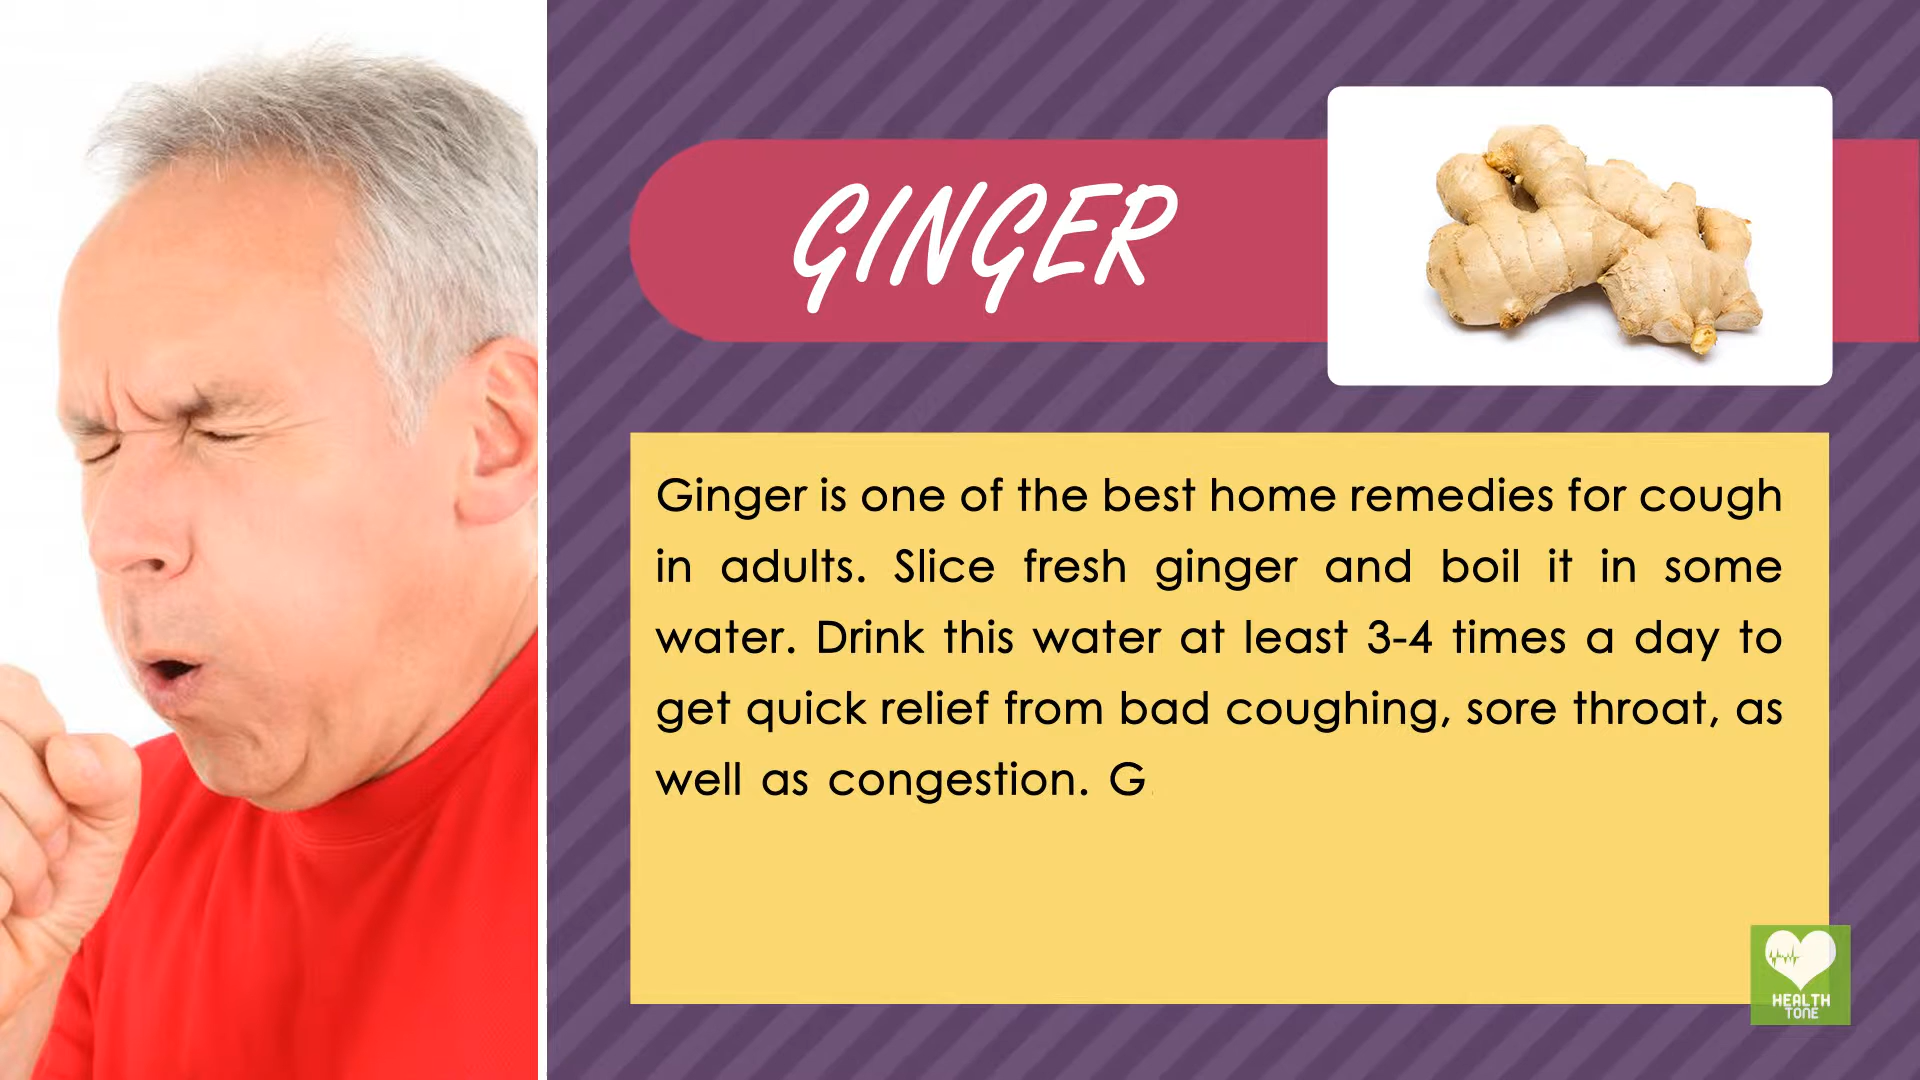 GINGER
Ginger is one of the best home remedies for cough
in adults. Slice fresh ginger and boil it in some
water. Drink this water at least 3-4 times a day to
get quick relief from bad coughing, sore throat, as
well as congestion. G
HEALTH
TONE